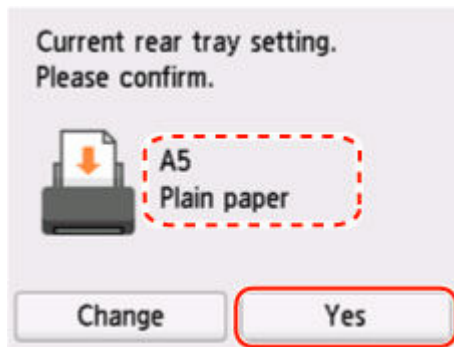 Current rear tray setting.
Please confirm.
A5
Plain paper
Change
Yes